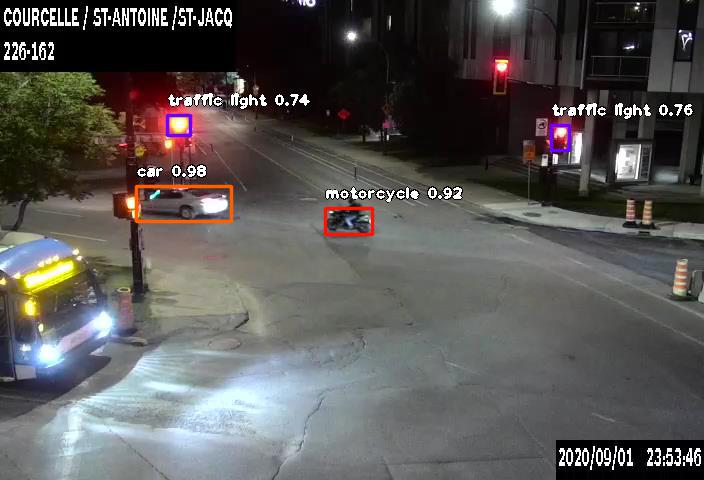 COURCELLE / ST-ANTOINE /ST-JACQ
226-162
traffic light 0.74
traffic light 0.76
car 0.98
motorcycle 0.92
2020/09/01 23:53:46